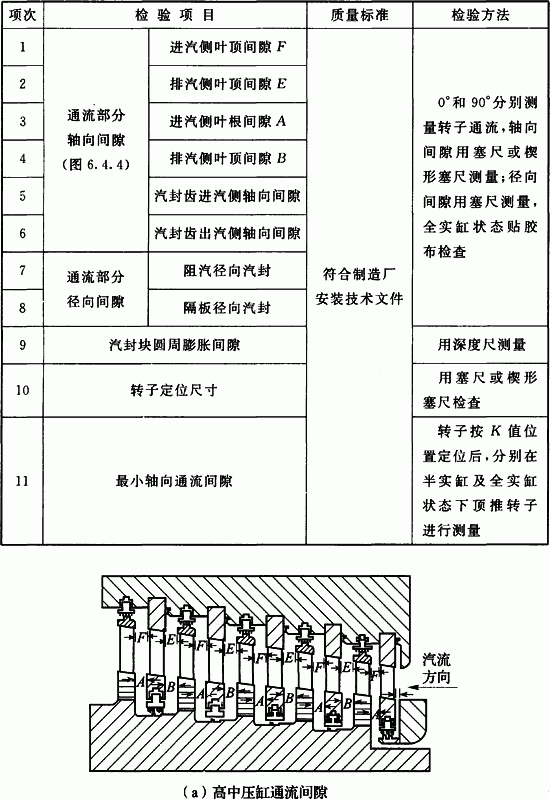 项次 检验项目 质量标准 检验方法
1 进汽侧叶顶间隙 F
2 排汽侧叶顶间隙 E
3 进汽侧叶根间隙 A
4 排汽侧叶顶间隙 B
5 汽封齿进汽侧轴向间隙
6 汽封齿出汽侧轴向间隙
通流部分
轴向间隙
(图6.4.4)
7 阻汽径向汽封
8 隔板径向汽封
通流部分
径向间隙
9 汽封块圆周膨胀间隙
10 转子定位尺寸
11 最小轴向通流间隙
符合制造厂
安装技术文件
0°和90°分别测
量转子通流,轴向
间隙用塞尺或楔
形塞尺测量;径向
间隙用塞尺测量,
全实缸状态贴胶
布检查
用深度尺测量
用塞尺或楔形
塞尺检查
转子按 K 值位
置定位后,分别在
半实缸及全实缸
状态下顶推转子
进行测量
F E F E F E F E F
A B A B A B A B A
汽流
方向
(a)高中压缸通流间隙